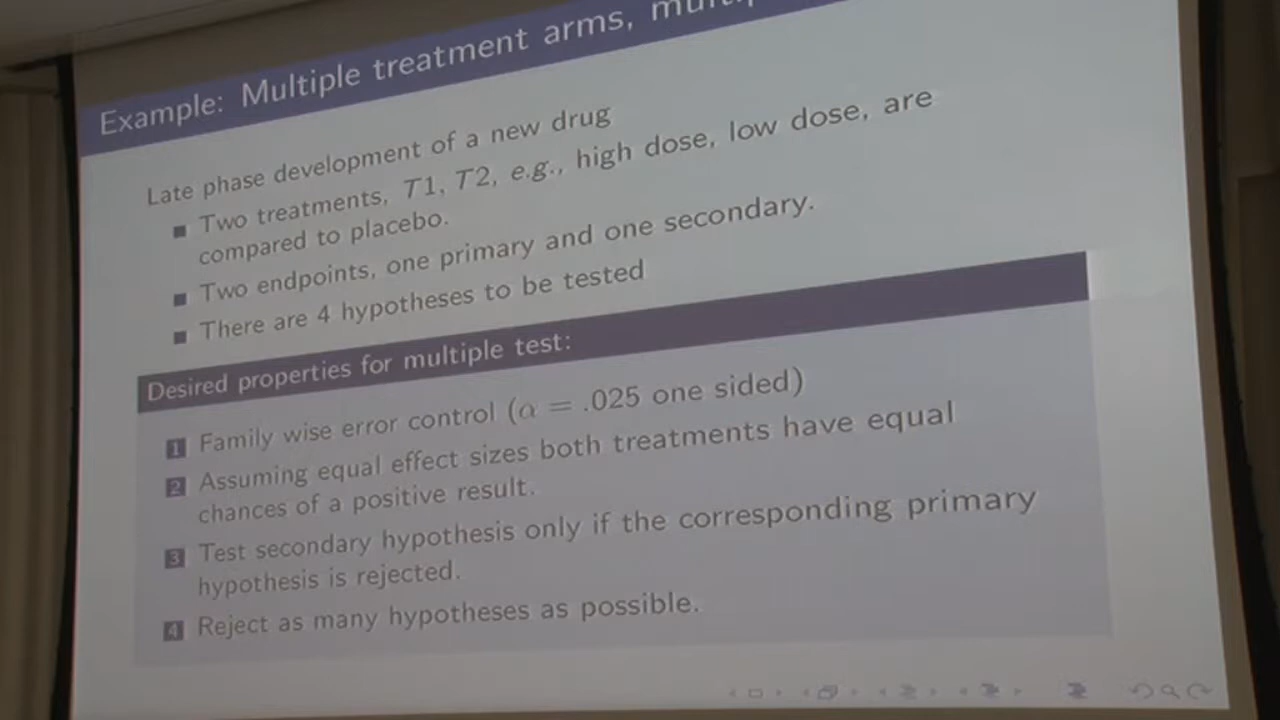 Example: Multiple treatment arms,
Late phase development of a new drug
Two treatments, T1, T2, e.g., high dose, low dose, are
compared to placebo.
Two endpoints, one primary and one secondary.
There are 4 hypotheses to be tested
Desired properties for multiple test:
1 Family wise error control (α = .025 one sided)
2 Assuming equal effect sizes both treatments have equal
chances of a positive result.
3 Test secondary hypothesis only if the corresponding primary
hypothesis is rejected.
4 Reject as many hypotheses as possible.